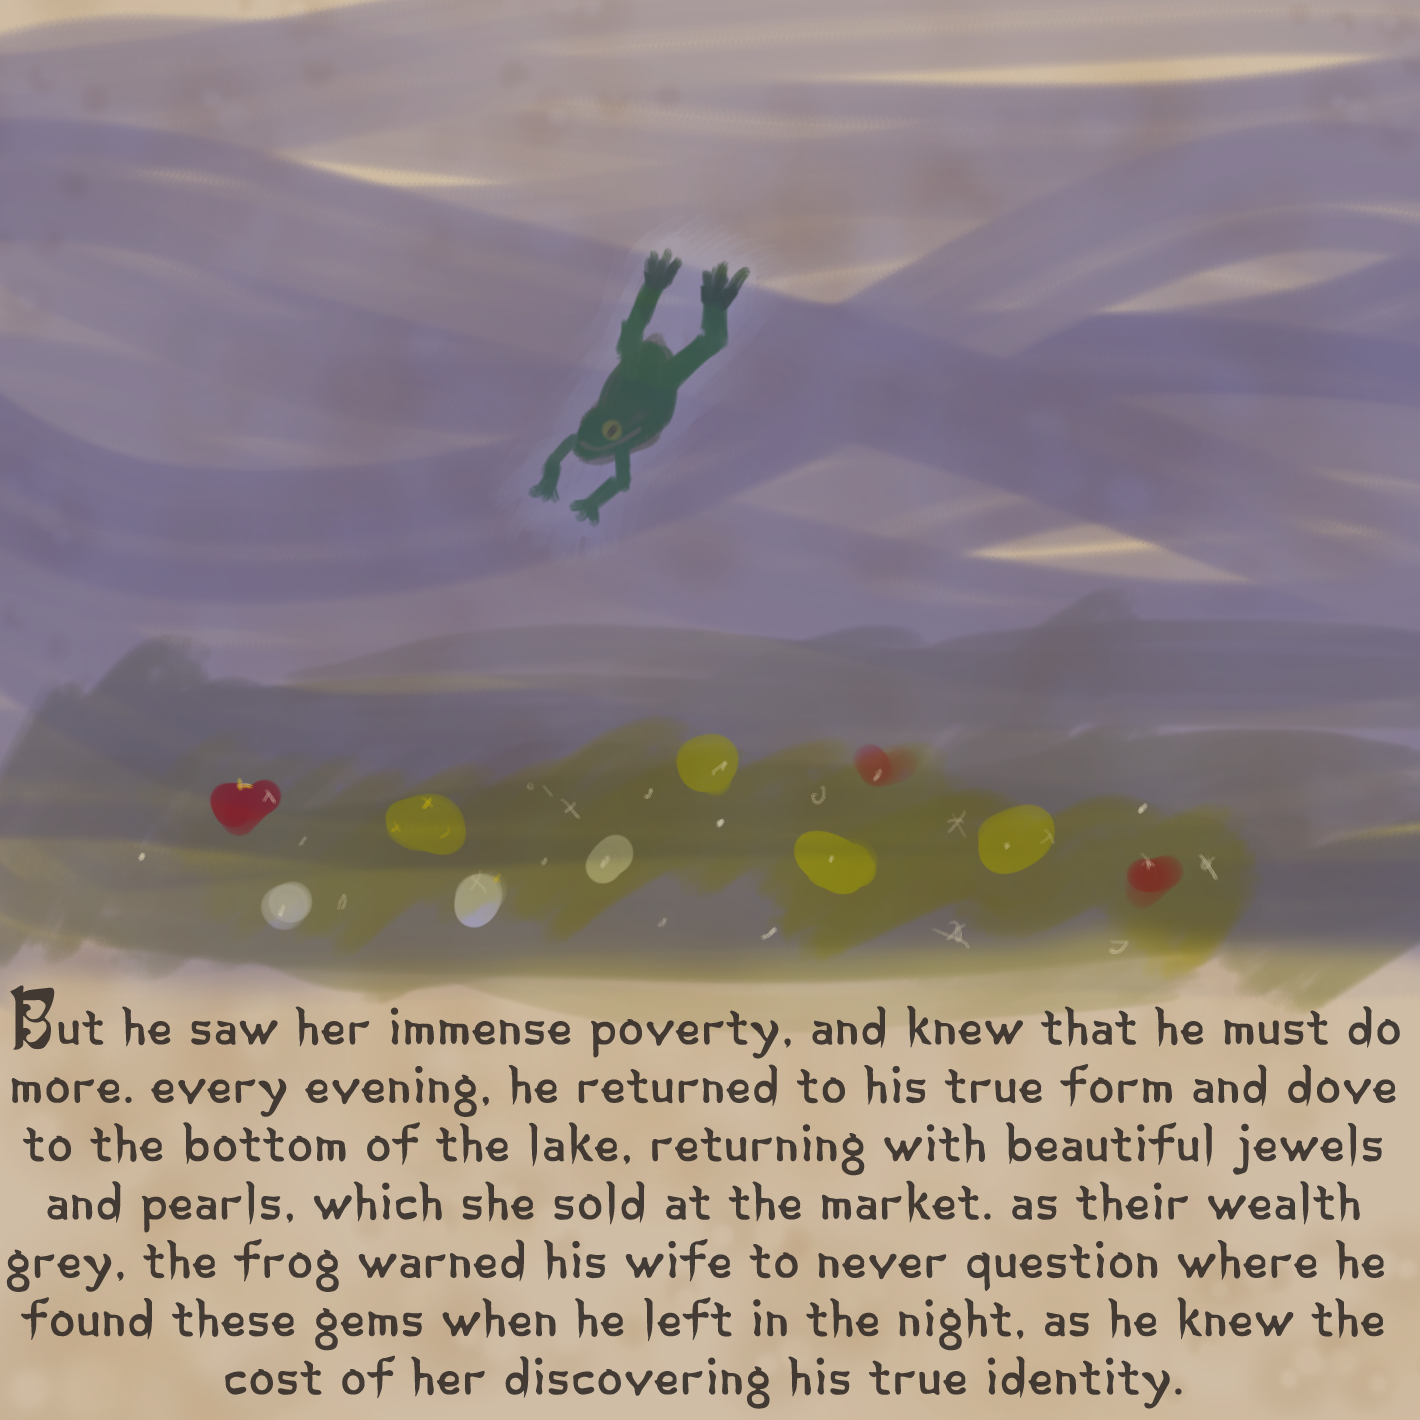 But he saw her immense poverty, and knew that he must do
more. every evening, he returned to his true form and dove
to the bottom of the lake, returning with beautiful jewels
and pearls, which she sold at the market. as their wealth
grey, the frog warned his wife to never question where he
found these gems when he left in the night, as he knew the
cost of her discovering his true identity.